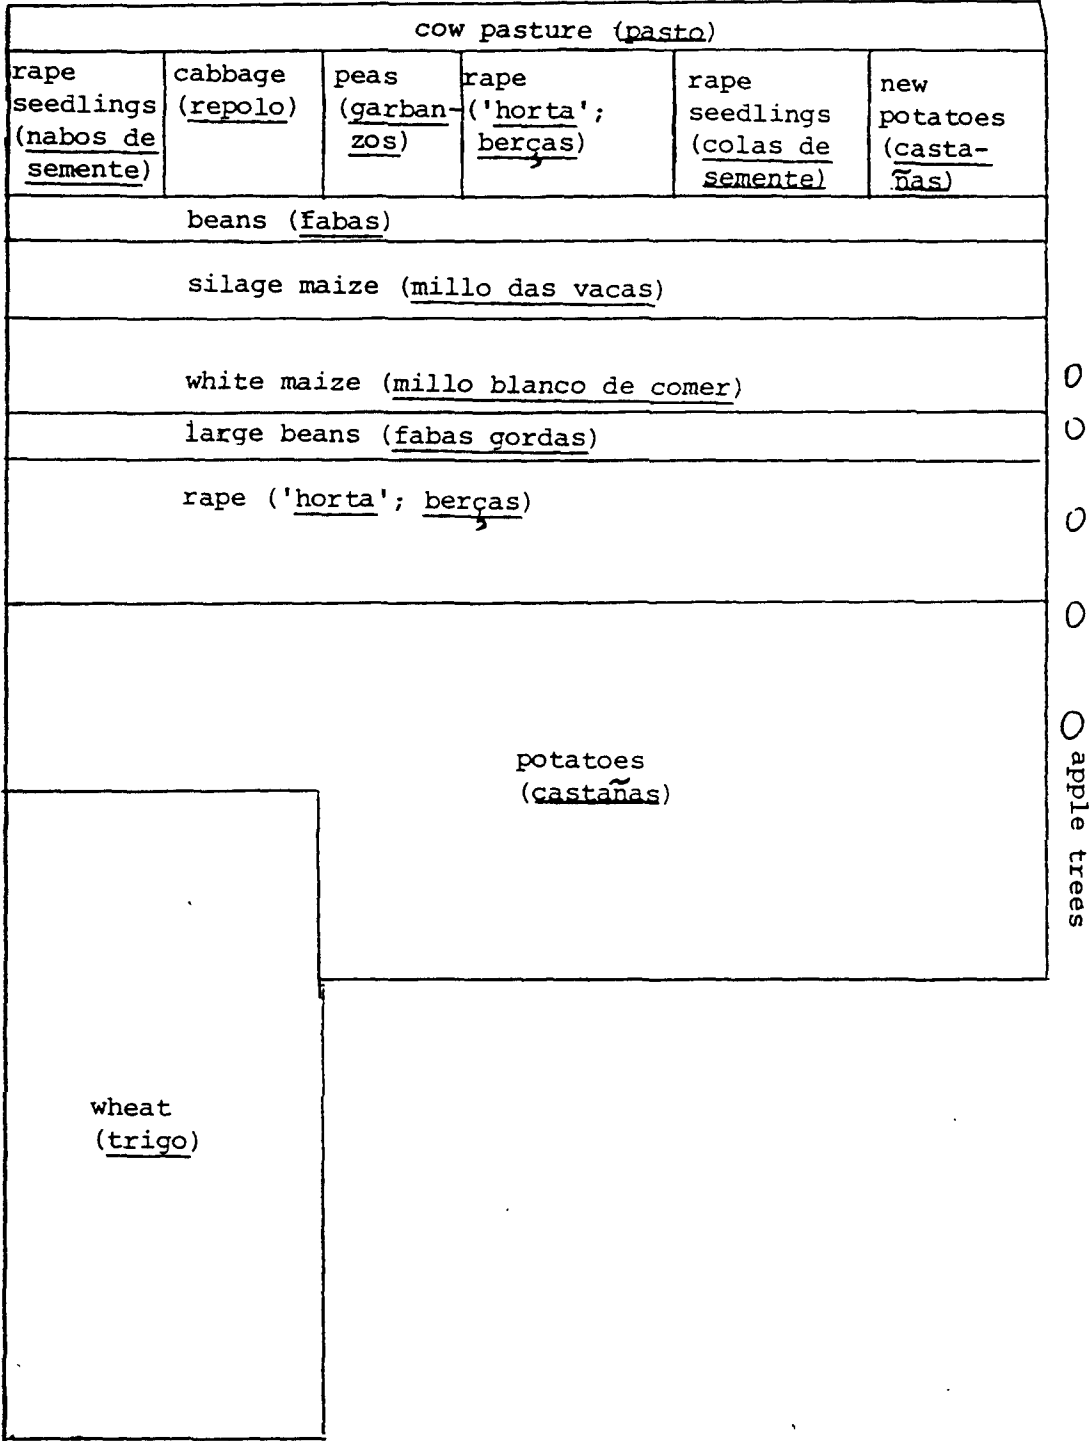 cow pasture (pasto)
rape
seedlings
(nabos de
semente)
cabbage
(repolo)
peas
(garban-
zos)
rape
('horta';
berças)
rape
seedlings
(colas de
semente)
new
potatoes
(casta-
ñas)
beans (fabas)
silage maize (millo das vacas)
white maize (millo blanco de comer)
large beans (fabas gordas)
rape ('horta'; berças)
potatoes
(castañas)
apple trees
wheat
(trigo)